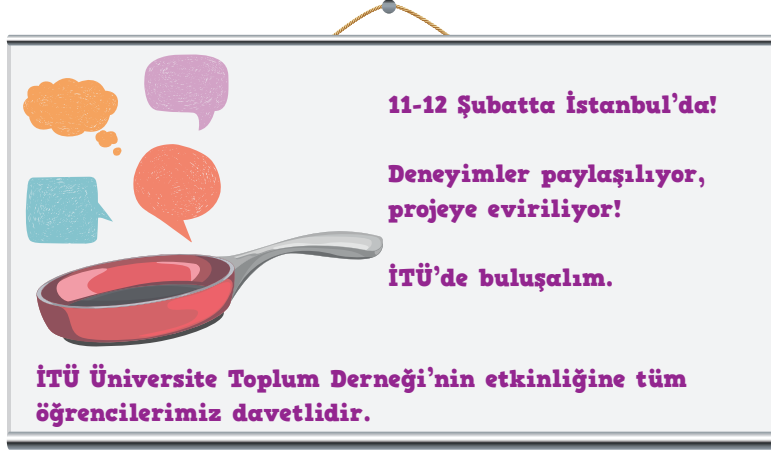 11-12 Şubatta İstanbul’da!
Deneyimler paylaşılıyor,
projeye eviriliyor!
İTÜ’de buluşalım.
İTÜ Üniversite Toplum Derneği’nin etkinliğine tüm
öğrencilerimiz davetlidir.